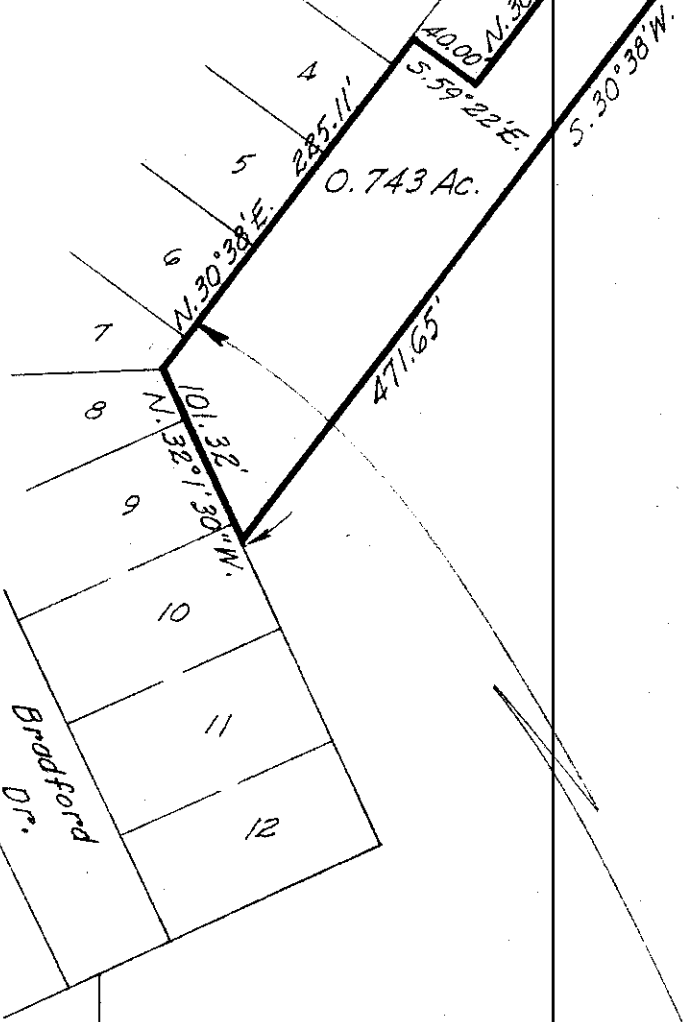 40.00'
N. 30
S. 59° 22' E.
S. 30° 38' W.
4
285.11'
0.743 Ac.
5
N. 30° 38' E.
6
7
471.65'
101.32'
N. 32° 1' 30" W.
8
9
10
11
12
Bradford
Dr.